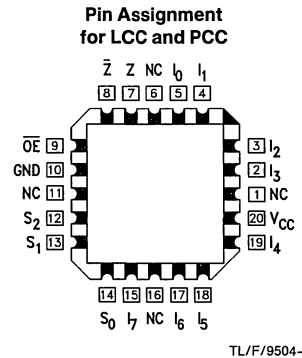 Pin Assignment
for LCC and PCC
Z̄ Z NC I₀ I₁
8 7 6 5 4
O̅E̅ 9
GND 10
NC 11
S₂ 12
S₁ 13
3 I₂
2 I₃
1 NC
20 VCC
19 I₄
14 15 16 17 18
S₀ I₇ NC I₆ I₅
TL/F/9504-